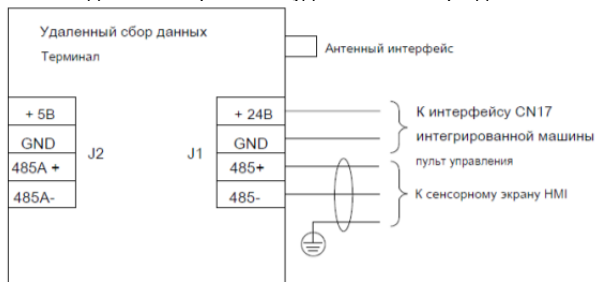 Удаленный сбор данных
Терминал
Антенный интерфейс
+ 5В
GND
485A +
485A-
J2
J1
+ 24В
GND
485+
485-
К интерфейсу CN17
интегрированной машины
пульт управления
К сенсорному экрану HMI